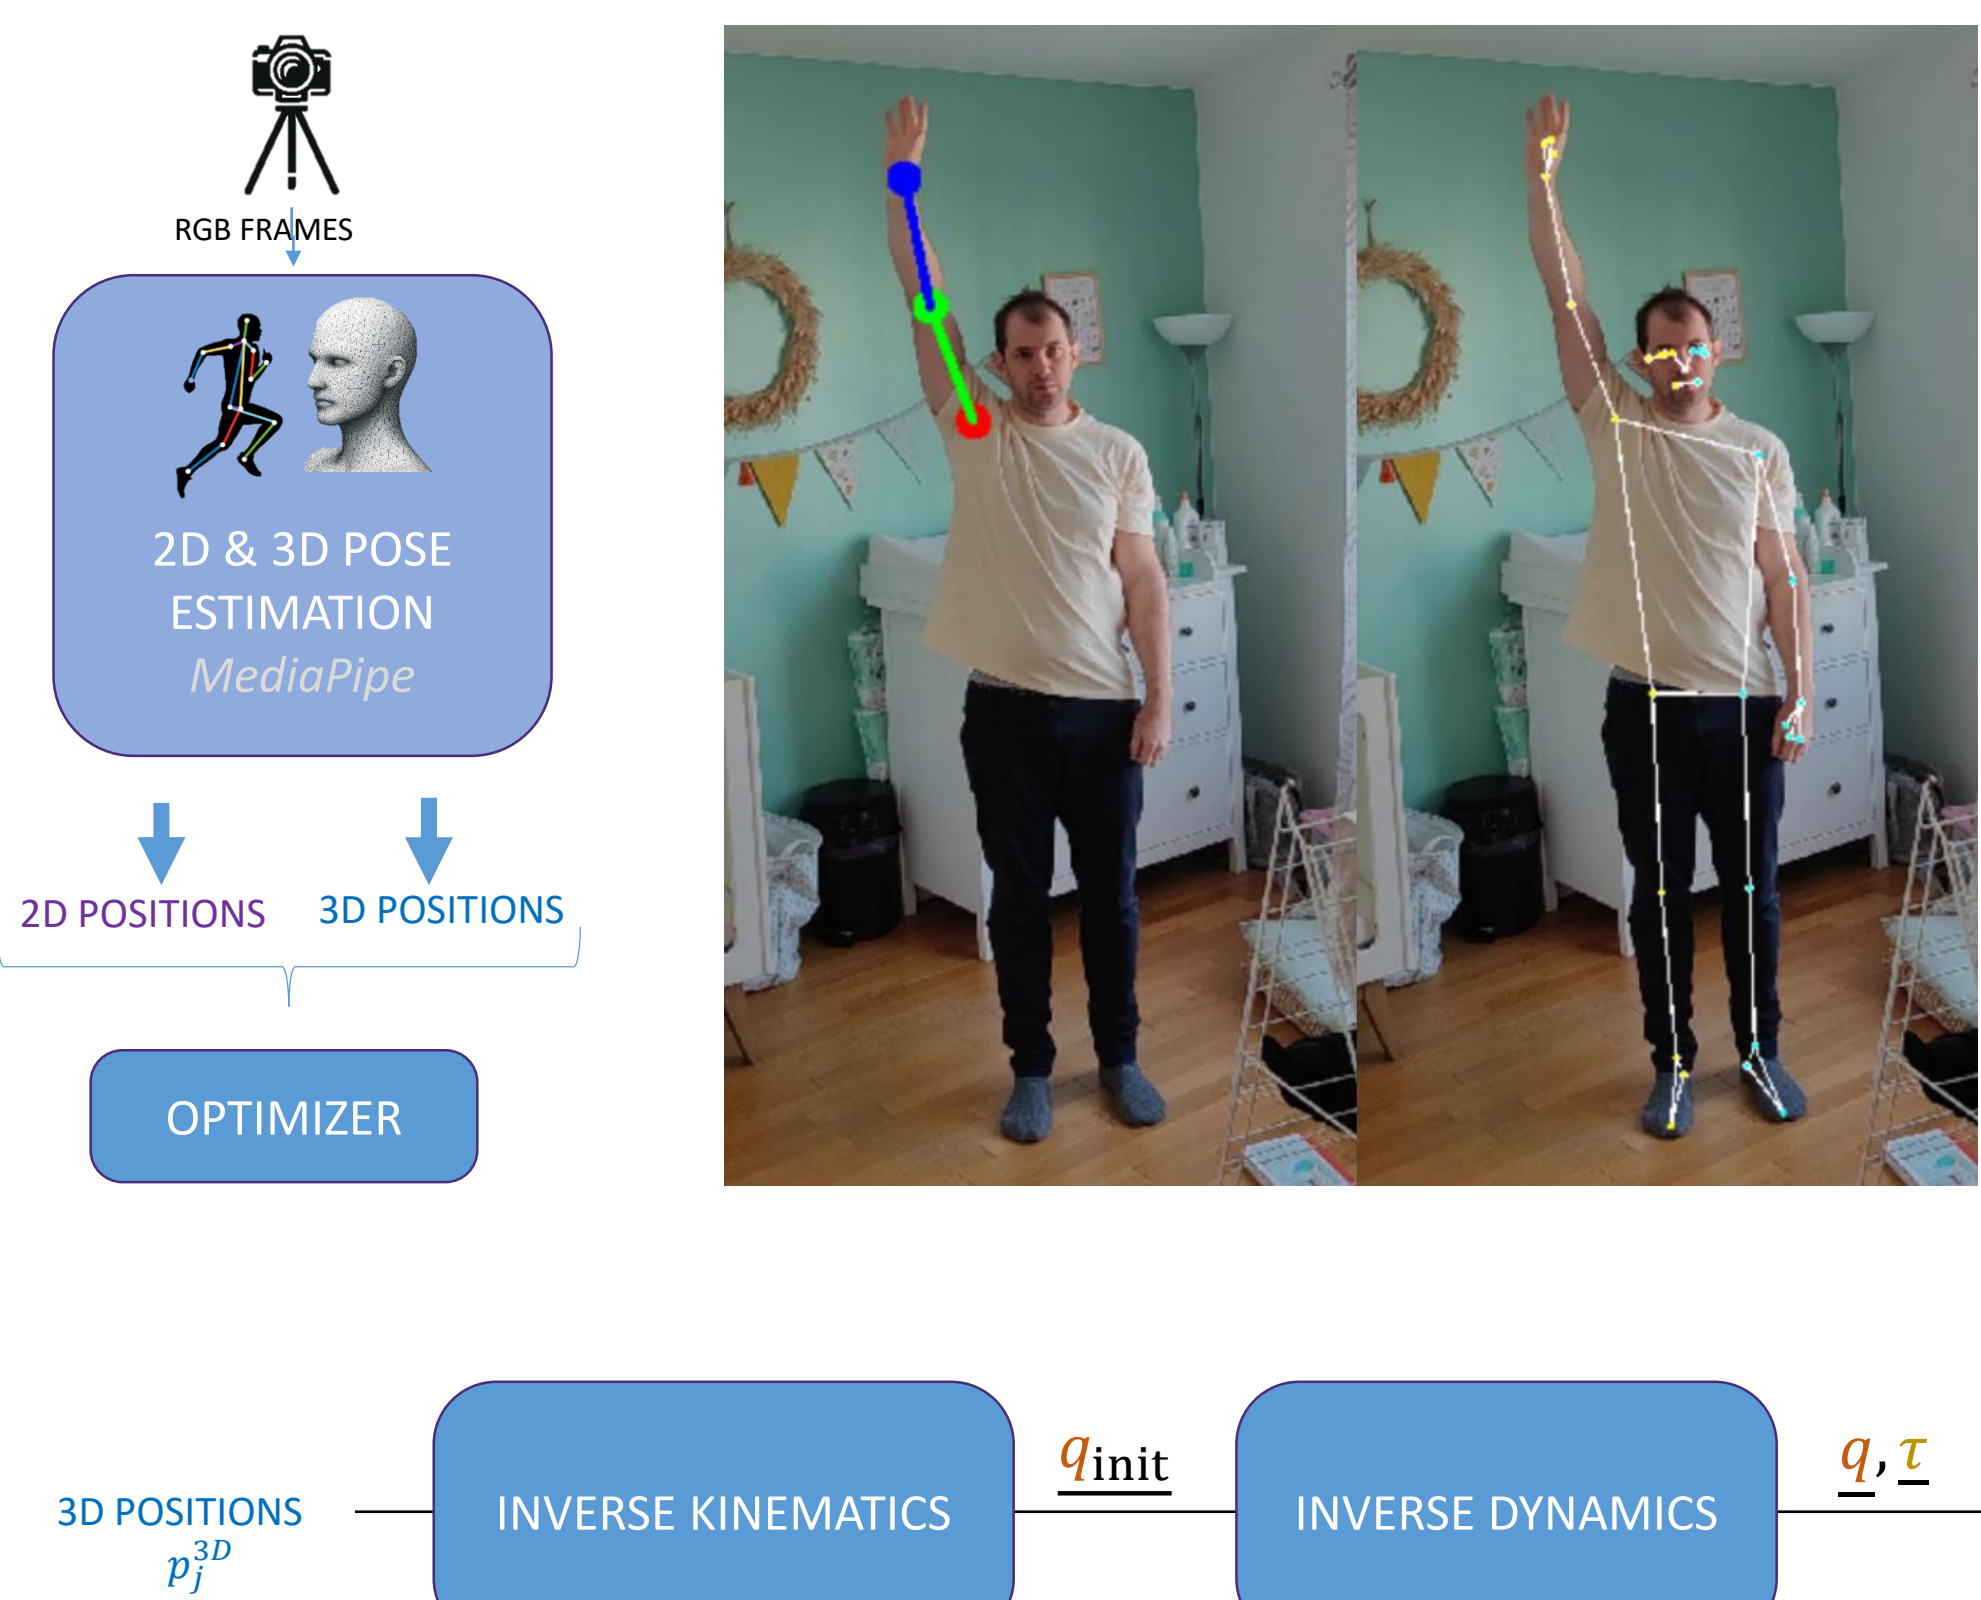 RGB FRAMES
2D & 3D POSE
ESTIMATION
MediaPipe
2D POSITIONS
3D POSITIONS
OPTIMIZER
3D POSITIONS
p_j^{3D}
INVERSE KINEMATICS
q_init
INVERSE DYNAMICS
q, τ